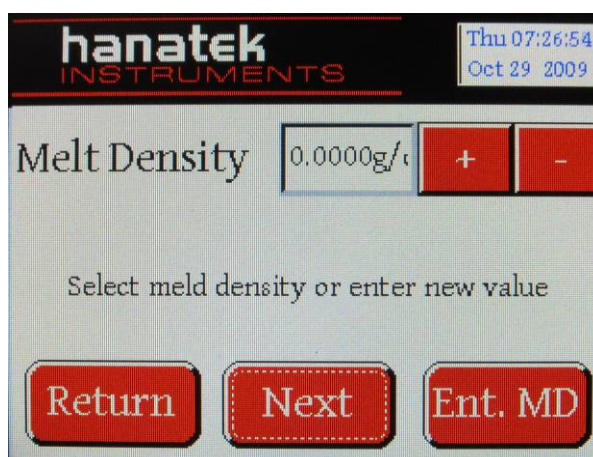 hanatek
INSTRUMENTS
Thu 07:26:54
Oct 29 2009
Melt Density 0.0000g/ + -
Select meld density or enter new value
Return Next Ent. MD